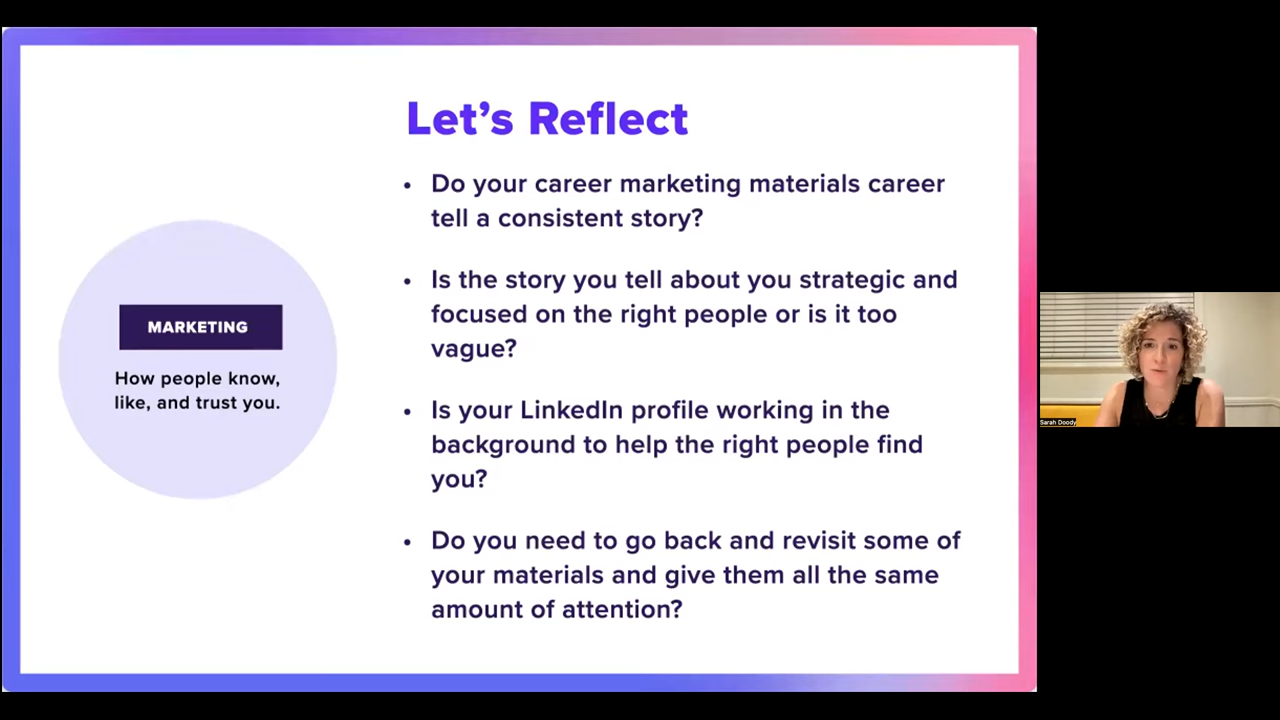 Let's Reflect
• Do your career marketing materials career
tell a consistent story?
• Is the story you tell about you strategic and
focused on the right people or is it too
vague?
• Is your LinkedIn profile working in the
background to help the right people find
you?
• Do you need to go back and revisit some of
your materials and give them all the same
amount of attention?
MARKETING
How people know,
like, and trust you.
Sarah Doody